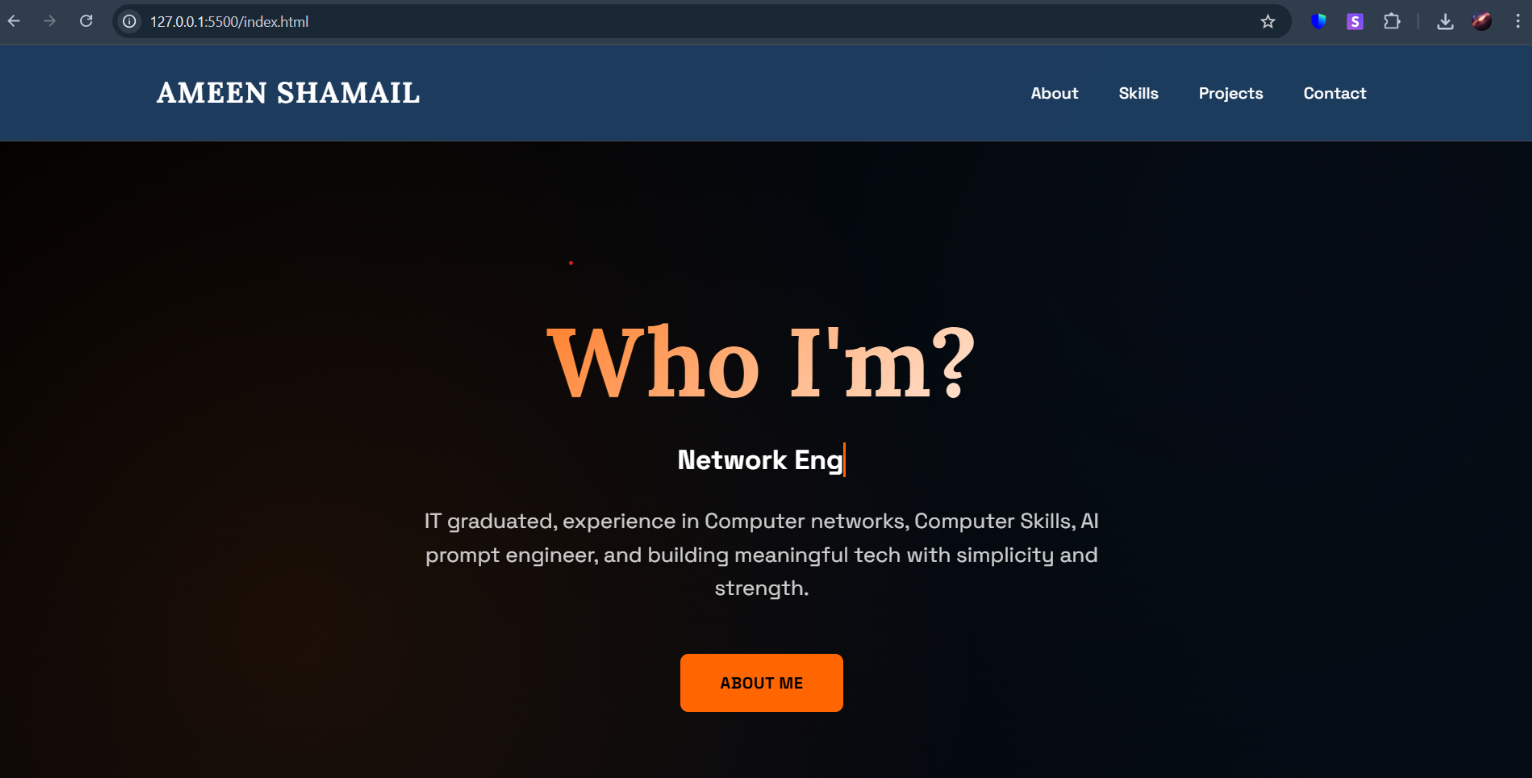 127.0.0.1:5500/index.html
S
AMEEN SHAMAIL
About Skills Projects Contact
Who I'm?
Network Eng
IT graduated, experience in Computer networks, Computer Skills, AI
prompt engineer, and building meaningful tech with simplicity and
strength.
ABOUT ME